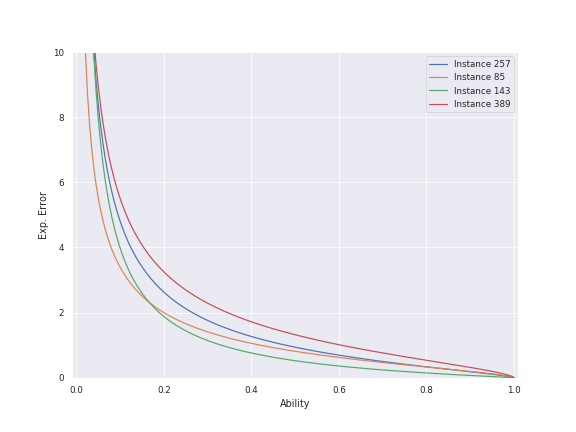 10
8
6
4
2
0
Exp. Error
0.0 0.2 0.4 0.6 0.8 1.0
Ability
Instance 257
Instance 85
Instance 143
Instance 389